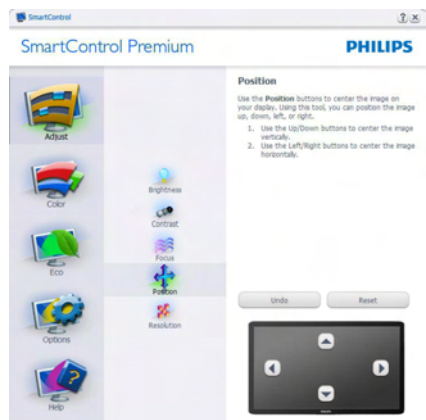 SmartControl
SmartControl Premium
PHILIPS
Adjust
Color
Eco
Options
Help
Brightness
Contrast
Focus
Position
Resolution
Position
Use the Position buttons to center the image on
your display. Using this tool, you can position the image
up, down, left, or right.
1. Use the Up/Down buttons to center the image
vertically.
2. Use the Left/Right buttons to center the image
horizontally.
Undo
Reset